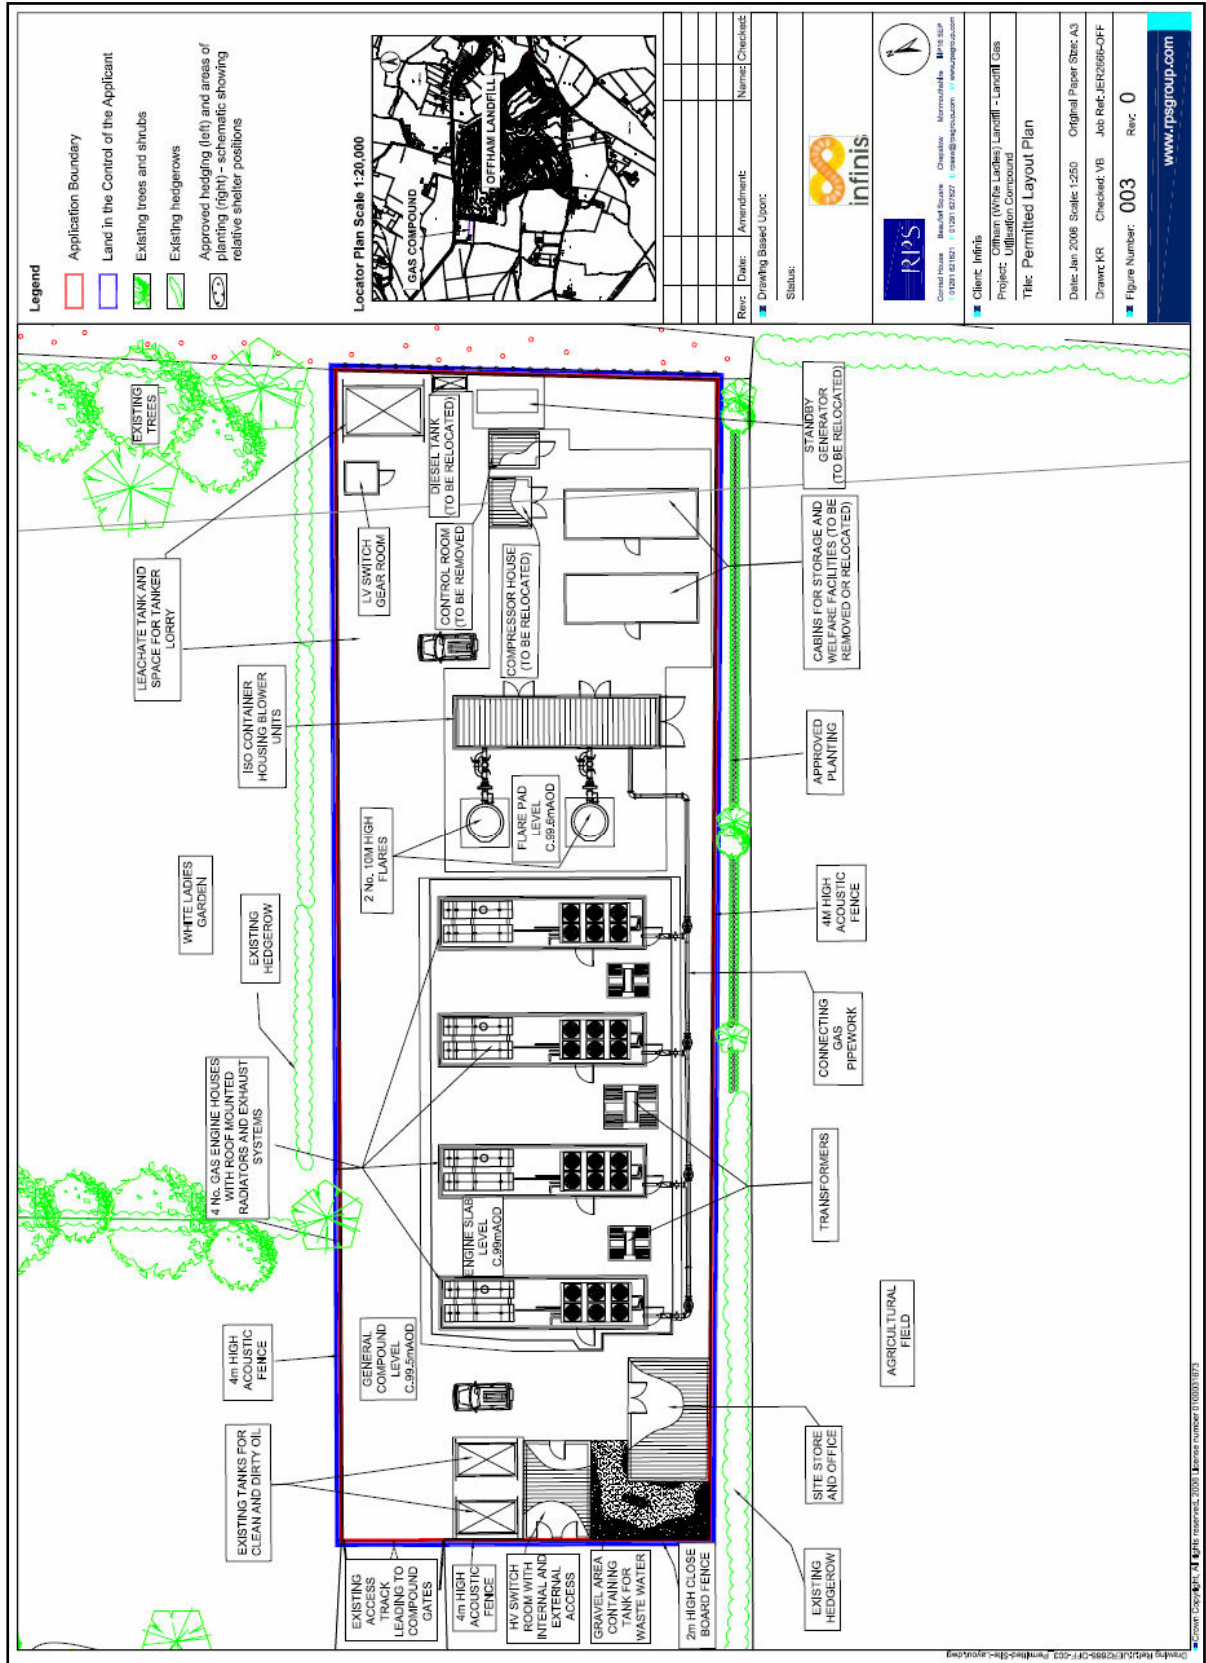 Legend
Application Boundary
Land in the Control of the Applicant
Existing trees and shrubs
Existing hedgerows
Approved hedging (left) and areas of
planting (right) - schematic showing
relative shelter positions
Locator Plan Scale 1:20,000
GAS COMPOUND
OFFHAM LANDFILL
Rev: Date: Amendment: Name: Checked:
Drawing Based Upon:
Status:
infinis
RPS
Conrad House Beaufort Square Chepstow Monmouthshire NP16 5EP
Client: Infinis
Project: Offham (White Ladies) Landfill - Landfill Gas
Utilisation Compound
Title: Permitted Layout Plan
Date: Jan 2006 Scale: 1:250 Original Paper Size: A3
Drawn: KR Checked: VB Job Ref: JER2686-OFF
Figure Number: 003 Rev: 0
www.rpsgroup.com
EXISTING
TREES
LEACHATE TANK AND
SPACE FOR TANKER
LORRY
LV SWITCH
GEAR ROOM
DIESEL TANK
(TO BE RELOCATED)
CONTROL ROOM
(TO BE REMOVED)
COMPRESSOR HOUSE
(TO BE RELOCATED)
STANDBY
GENERATOR
(TO BE RELOCATED)
CABINS FOR STORAGE AND
WELFARE FACILITIES (TO BE
REMOVED OR RELOCATED)
ISO CONTAINER
HOUSING BLOWER
UNITS
WHITE LADIES
GARDEN
2 No. 10M HIGH
FLARES
FLARE PAD
LEVEL
C.99.6mAOD
APPROVED
PLANTING
EXISTING
HEDGEROW
4M HIGH
ACOUSTIC
FENCE
CONNECTING
GAS
PIPEWORK
4 No. GAS ENGINE HOUSES
WITH ROOF MOUNTED
RADIATORS AND EXHAUST
SYSTEMS
ENGINE SLAB
LEVEL
C.99mAOD
TRANSFORMERS
4m HIGH
ACOUSTIC
FENCE
GENERAL
COMPOUND
LEVEL
C.99.5mAOD
AGRICULTURAL
FIELD
EXISTING TANKS FOR
CLEAN AND DIRTY OIL
SITE STORE
AND OFFICE
EXISTING
ACCESS
TRACK
LEADING TO
COMPOUND
GATES
4m HIGH
ACOUSTIC
FENCE
HV SWITCH
ROOM WITH
INTERNAL AND
EXTERNAL
ACCESS
GRAVEL AREA
CONTAINING
TANK FOR
WASTE WATER
2m HIGH CLOSE
BOARD FENCE
EXISTING
HEDGEROW